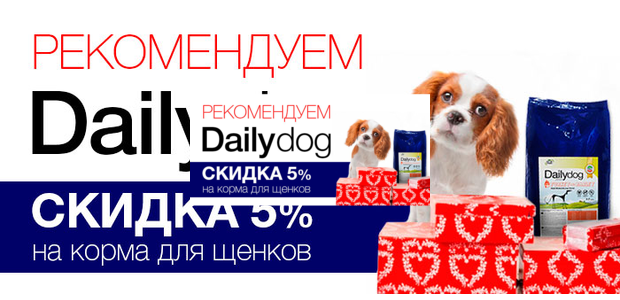 РЕКОМЕНДУЕМ
Daily
СКИДКА 5%
на корма для щенков
РЕКОМЕНДУЕМ
Dailydog
СКИДКА 5%
на корма для щенков
Dailydog